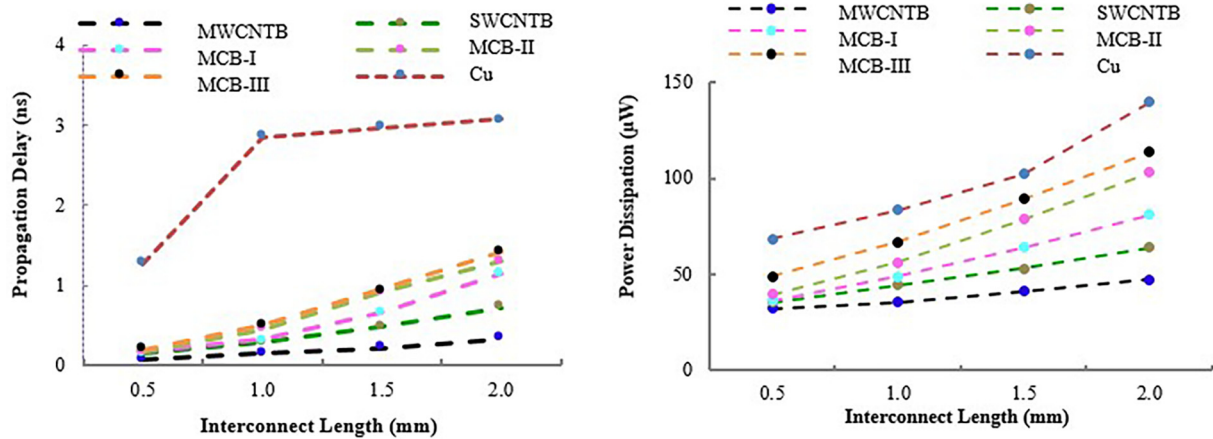 MWCNTB
SWCNTB
MCB-I
MCB-II
MCB-III
Cu
4
3
2
1
0
Propagation Delay (ns)
0.5
1.0
1.5
2.0
Interconnect Length (mm)
MWCNTB
SWCNTB
MCB-I
MCB-II
MCB-III
Cu
150
100
50
0
Power Dissipation (µW)
0.5
1.0
1.5
2.0
Interconnect Length (mm)